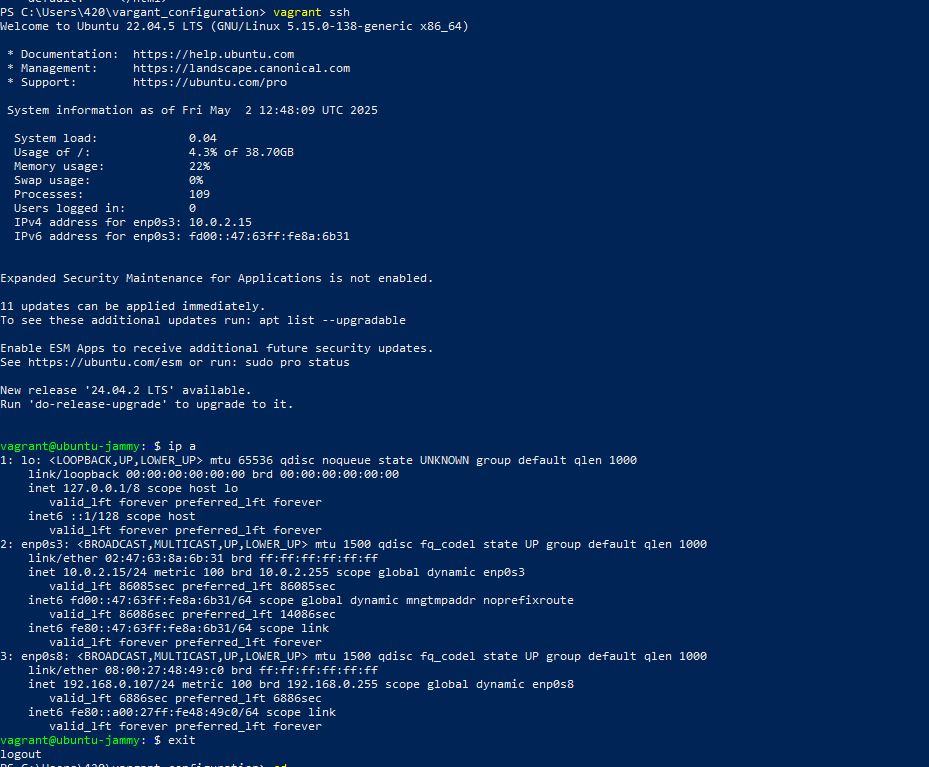 PS C:\Users\420\vargant_configuration> vagrant ssh
Welcome to Ubuntu 22.04.5 LTS (GNU/Linux 5.15.0-138-generic x86_64)
* Documentation: https://help.ubuntu.com
* Management: https://landscape.canonical.com
* Support: https://ubuntu.com/pro
System information as of Fri May 2 12:48:09 UTC 2025
System load: 0.04
Usage of /: 4.3% of 38.70GB
Memory usage: 22%
Swap usage: 0%
Processes: 109
Users logged in: 0
IPv4 address for enp0s3: 10.0.2.15
IPv6 address for enp0s3: fd00::47:63ff:fe8a:6b31
Expanded Security Maintenance for Applications is not enabled.
11 updates can be applied immediately.
To see these additional updates run: apt list --upgradable
Enable ESM Apps to receive additional future security updates.
See https://ubuntu.com/esm or run: sudo pro status
New release '24.04.2 LTS' available.
Run 'do-release-upgrade' to upgrade to it.
vagrant@ubuntu-jammy: $ ip a
1: lo: <LOOPBACK,UP,LOWER_UP> mtu 65536 qdisc noqueue state UNKNOWN group default qlen 1000
link/loopback 00:00:00:00:00:00 brd 00:00:00:00:00:00
inet 127.0.0.1/8 scope host lo
valid_lft forever preferred_lft forever
inet6 ::1/128 scope host
valid_lft forever preferred_lft forever
2: enp0s3: <BROADCAST,MULTICAST,UP,LOWER_UP> mtu 1500 qdisc fq_codel state UP group default qlen 1000
link/ether 02:47:63:8a:6b:31 brd ff:ff:ff:ff:ff:ff
inet 10.0.2.15/24 metric 100 brd 10.0.2.255 scope global dynamic enp0s3
valid_lft 86085sec preferred_lft 86085sec
inet6 fd00::47:63ff:fe8a:6b31/64 scope global dynamic mngtmpaddr noprefixroute
valid_lft 86086sec preferred_lft 14086sec
inet6 fe80::47:63ff:fe8a:6b31/64 scope link
valid_lft forever preferred_lft forever
3: enp0s8: <BROADCAST,MULTICAST,UP,LOWER_UP> mtu 1500 qdisc fq_codel state UP group default qlen 1000
link/ether 08:00:27:48:49:c0 brd ff:ff:ff:ff:ff:ff
inet 192.168.0.107/24 metric 100 brd 192.168.0.255 scope global dynamic enp0s8
valid_lft 6886sec preferred_lft 6886sec
inet6 fe80::a00:27ff:fe48:49c0/64 scope link
valid_lft forever preferred_lft forever
vagrant@ubuntu-jammy: $ exit
logout